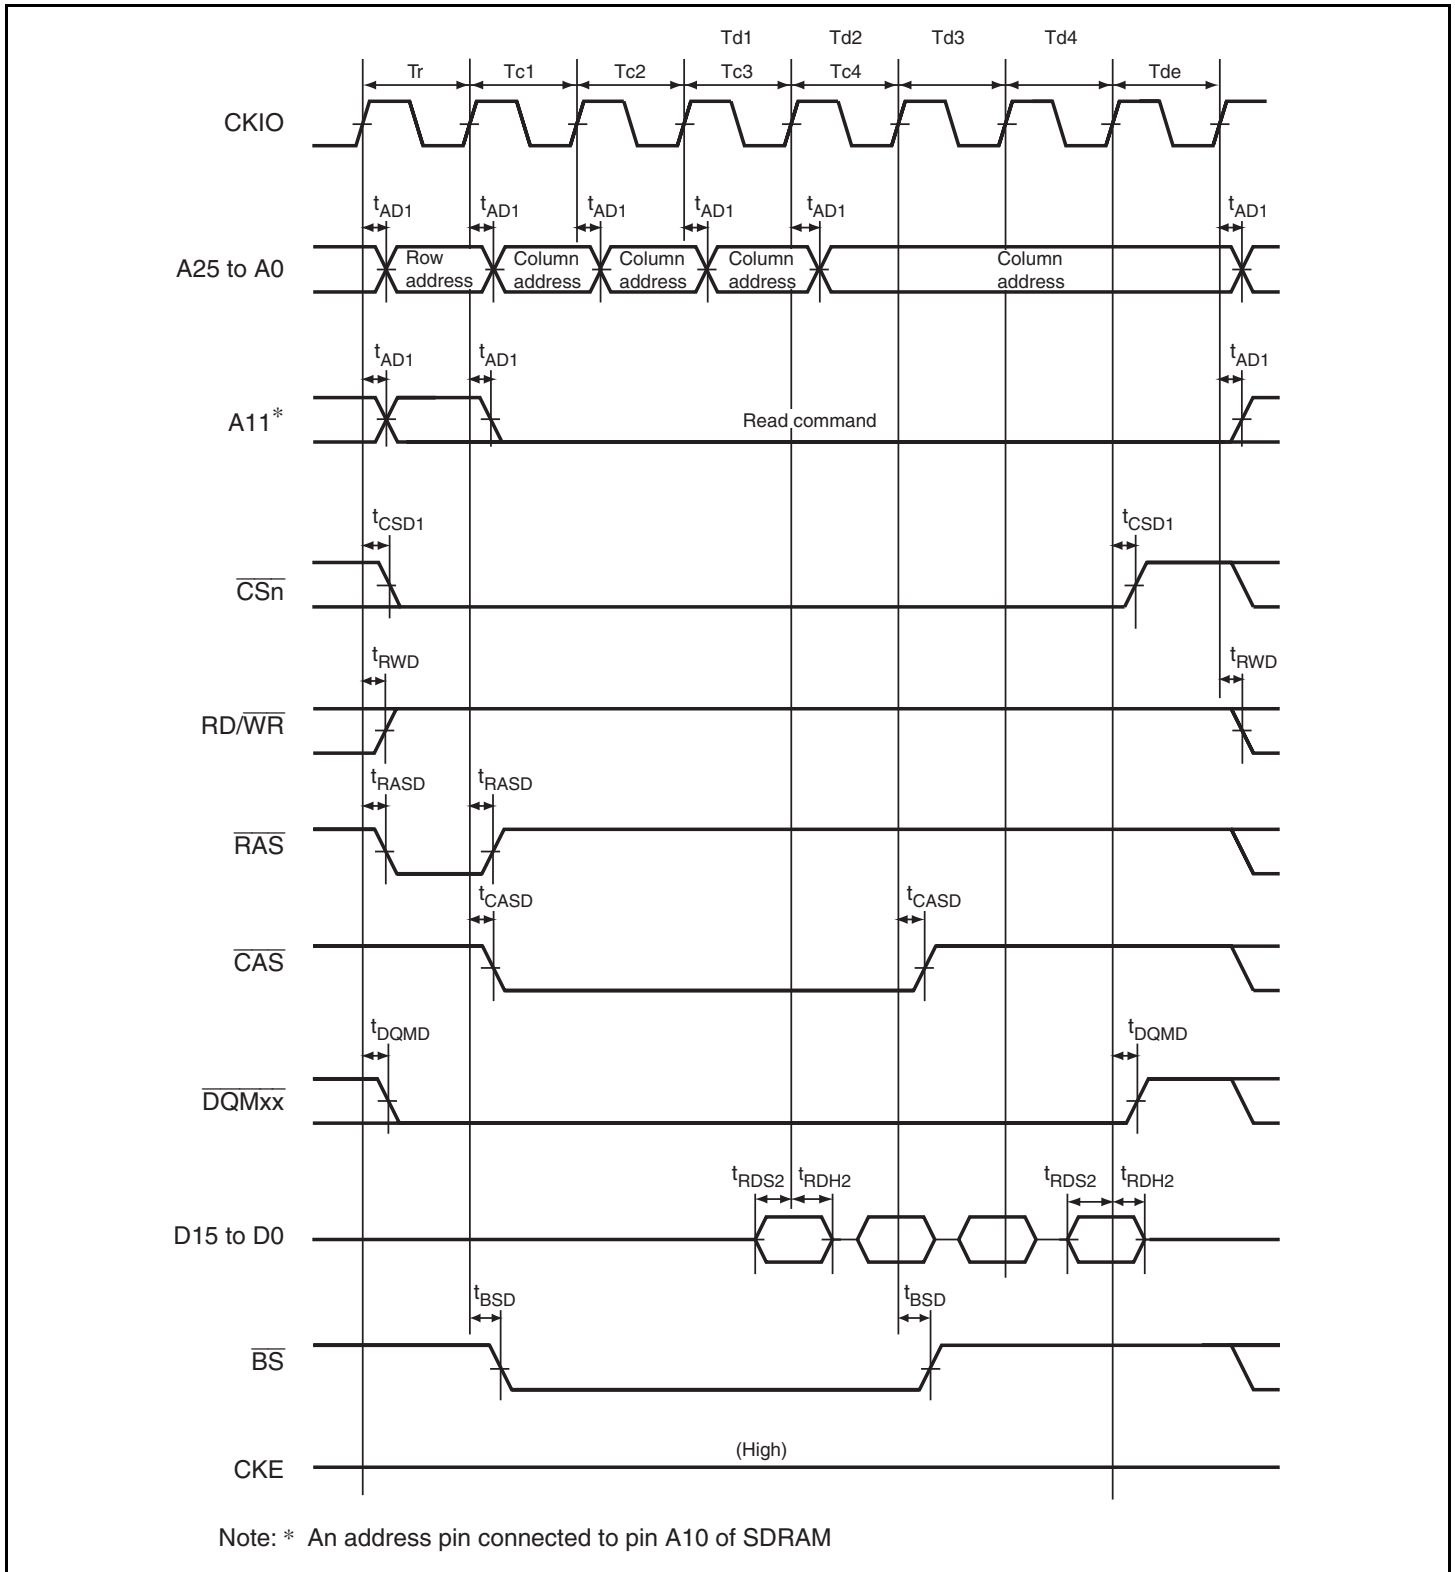 Td1 Td2 Td3 Td4
Tr Tc1 Tc2 Tc3 Tc4 Tde
CKIO
tAD1 tAD1 tAD1 tAD1 tAD1 tAD1
A25 to A0
Row address
Column address
Column address
Column address
Column address
tAD1 tAD1 tAD1
A11*
Read command
tCSD1 tCSD1
CSn
tRWD tRWD
RD/WR
tRASD tRASD
RAS
tCASD tCASD
CAS
tDQMD tDQMD
DQMxx
tRDS2 tRDH2 tRDS2 tRDH2
D15 to D0
tBSD tBSD
BS
(High)
CKE
Note: * An address pin connected to pin A10 of SDRAM